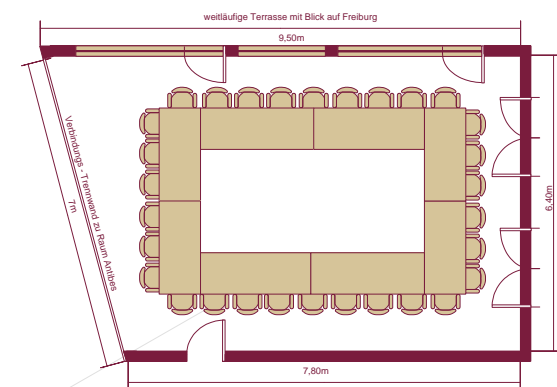 weitläufige Terrasse mit Blick auf Freiburg
9,50m
Verbindungs - Trennwand zu Raum Antibes
7m
6,40m
7,80m